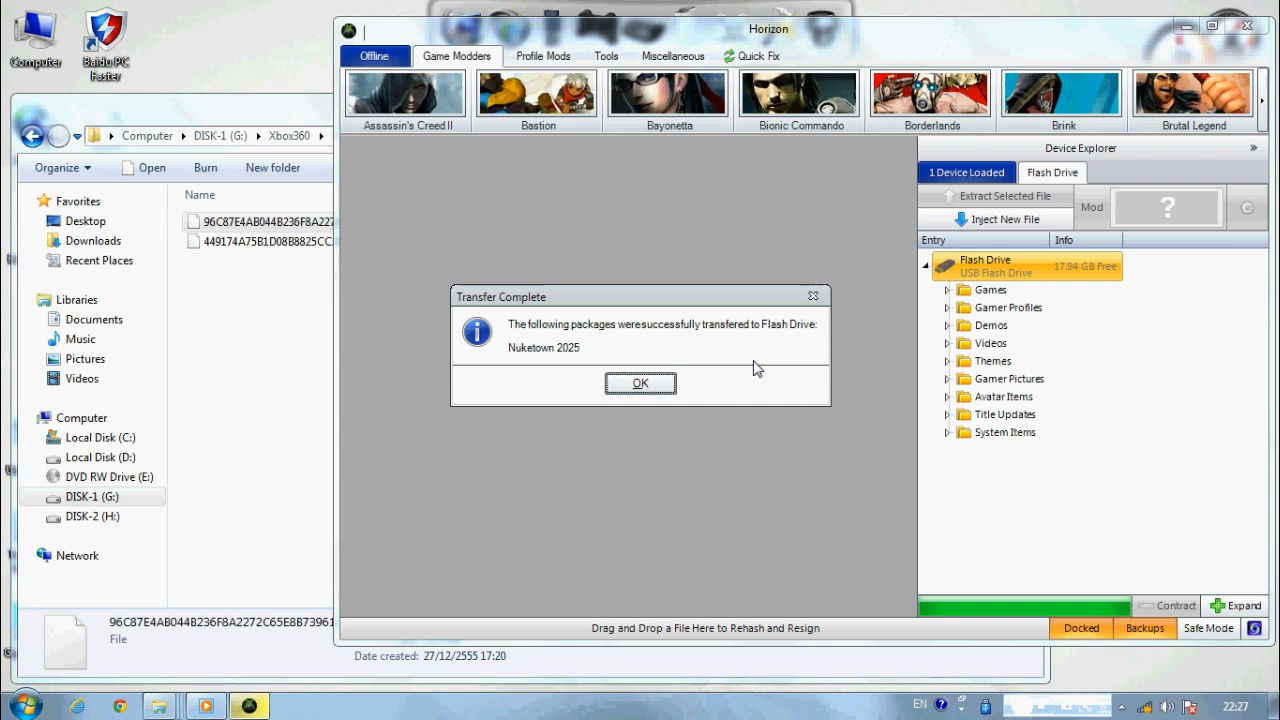 Computer
Baidu PC
Faster
Horizon
Offline
Game Modders
Profile Mods
Tools
Miscellaneous
Quick Fix
Assassin's Creed II
Bastion
Bayonetta
Bionic Commando
Borderlands
Brink
Brutal Legend
Computer
DISK-1 (G:)
Xbox360
Organize
Open
Burn
New folder
Favorites
Desktop
Downloads
Recent Places
Libraries
Documents
Music
Pictures
Videos
Computer
Local Disk (C:)
Local Disk (D:)
DVD RW Drive (E:)
DISK-1 (G:)
DISK-2 (H:)
Network
Name
96C87E4AB044B236F8A227
449174A75B1D08B8825CC
Device Explorer
»
1 Device Loaded
Flash Drive
Extract Selected File
Inject New File
Mod
?
Entry
Info
Flash Drive
USB Flash Drive
17.94 GB Free
Games
Gamer Profiles
Demos
Videos
Themes
Gamer Pictures
Avatar Items
Title Updates
System Items
Transfer Complete
The following packages were successfully transfered to Flash Drive:
Nuketown 2025
OK
Contract
Expand
Drag and Drop a File Here to Rehash and Resign
Docked
Backups
Safe Mode
96C87E4AB044B236F8A2272C65E8B73961
File
Date created: 27/12/2555 17:20
EN
22:27